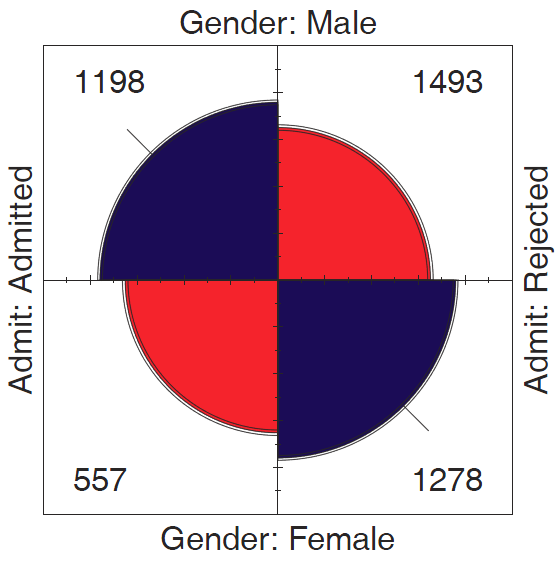 Gender: Male
1198
1493
Admit: Admitted
Admit: Rejected
557
1278
Gender: Female